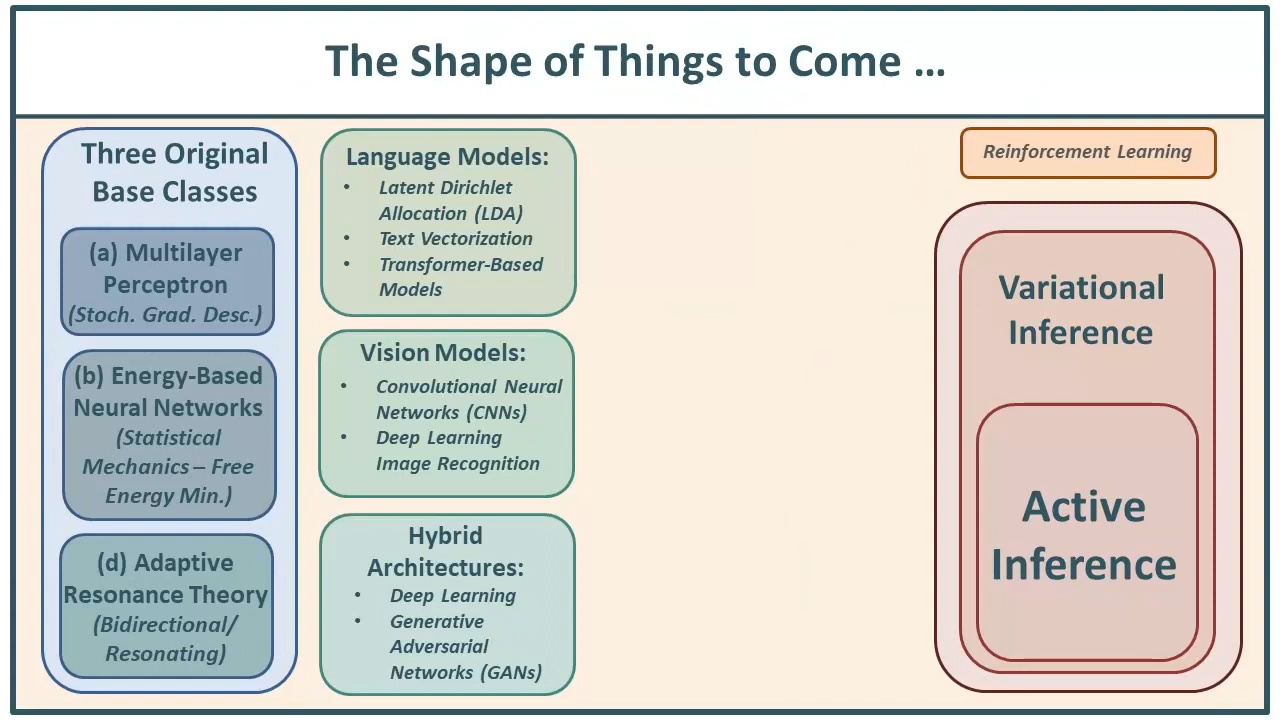 The Shape of Things to Come ...
Three Original
Base Classes
(a) Multilayer
Perceptron
(Stoch. Grad. Desc.)
(b) Energy-Based
Neural Networks
(Statistical
Mechanics – Free
Energy Min.)
(d) Adaptive
Resonance Theory
(Bidirectional/
Resonating)
Language Models:
• Latent Dirichlet
Allocation (LDA)
• Text Vectorization
• Transformer-Based
Models
Vision Models:
• Convolutional Neural
Networks (CNNs)
• Deep Learning
Image Recognition
Hybrid
Architectures:
• Deep Learning
• Generative
Adversarial
Networks (GANs)
Reinforcement Learning
Variational
Inference
Active
Inference